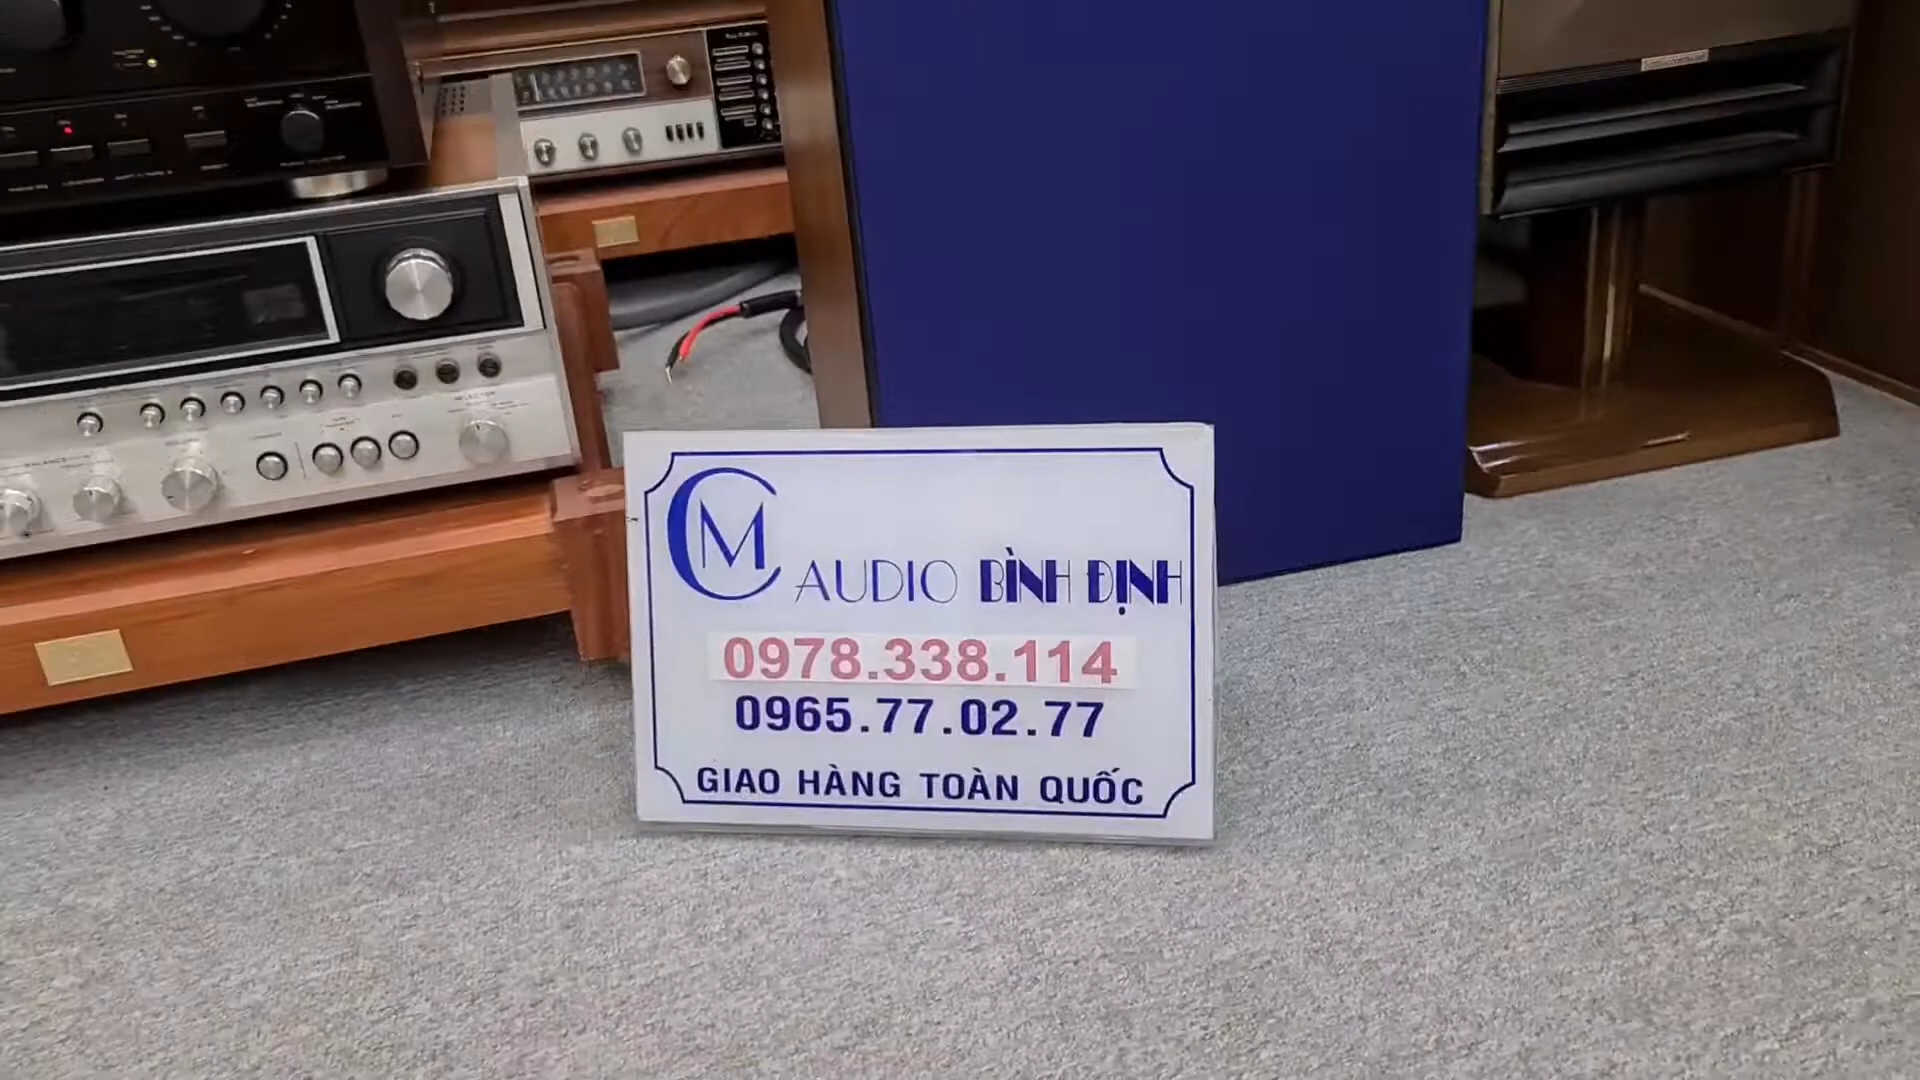 CM AUDIO BÌNH ĐỊNH
0978.338.114
0965.77.02.77
GIAO HÀNG TOÀN QUỐC